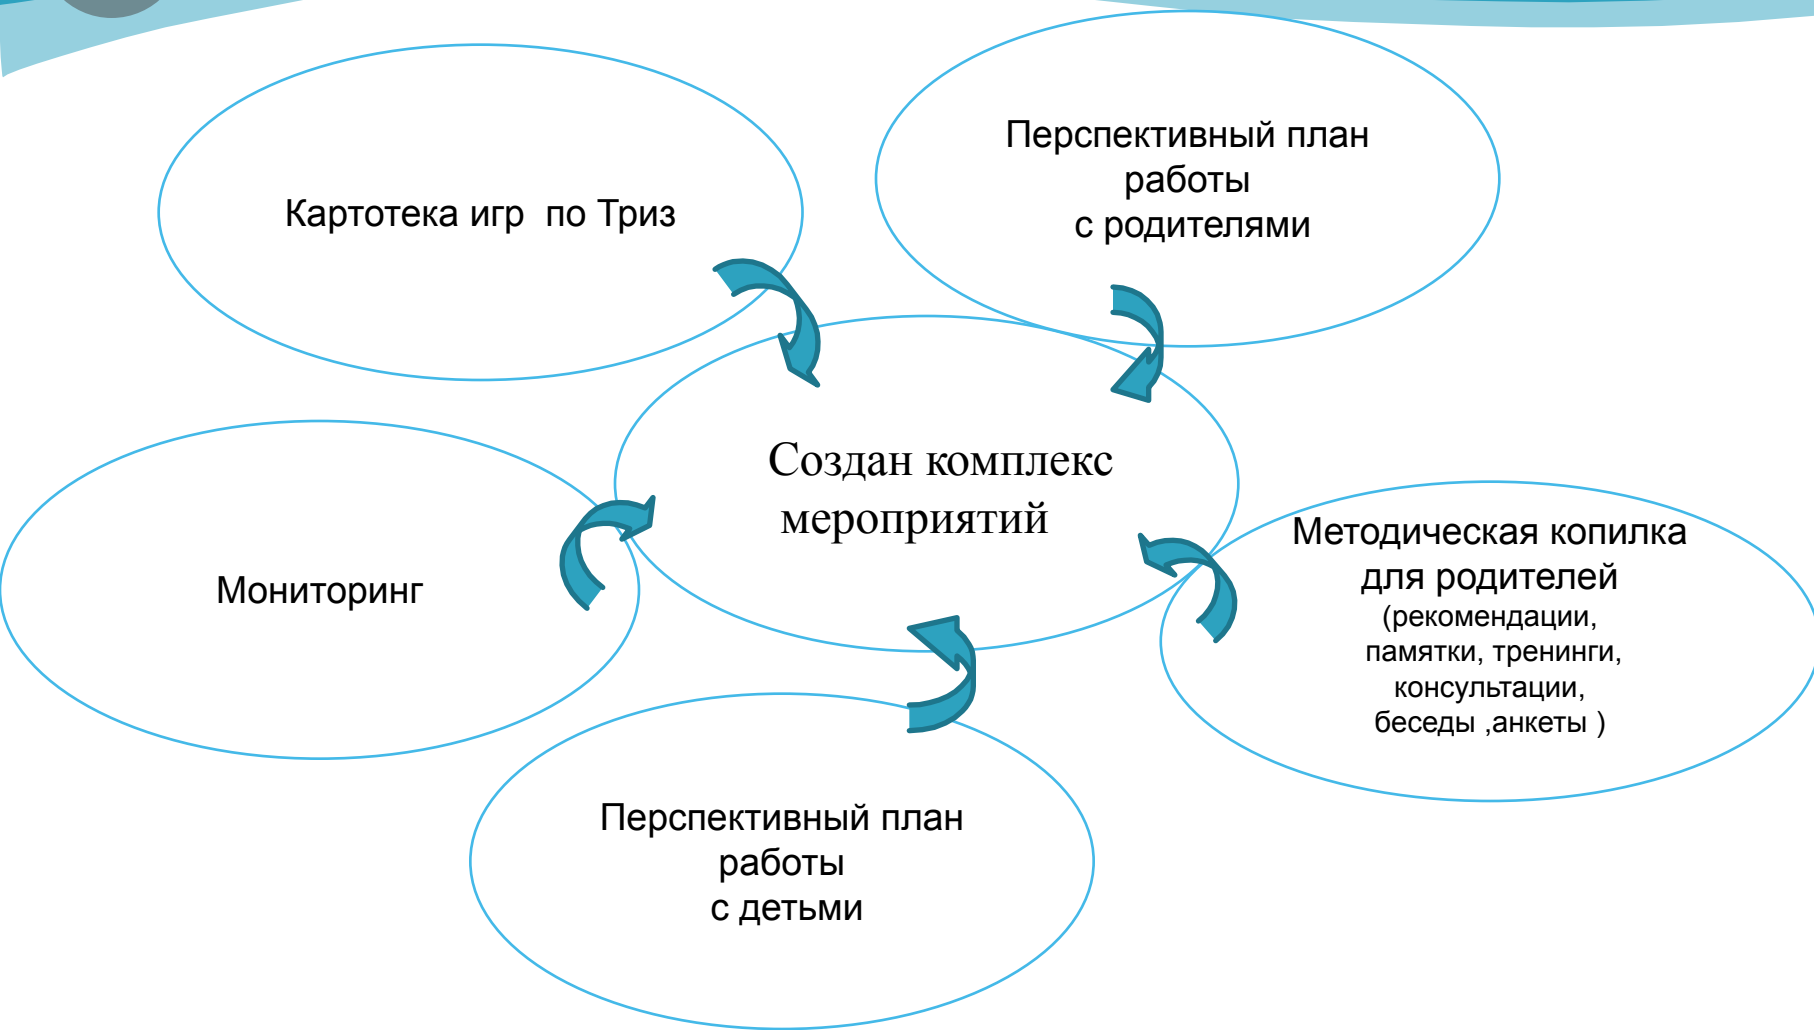 Картотека игр  по Триз
Перспективный план
работы
с родителями
Создан комплекс
мероприятий
Мониторинг
Методическая копилка
для родителей
(рекомендации,
памятки, тренинги,
консультации,
беседы ,анкеты )
Перспективный план
работы
с детьми